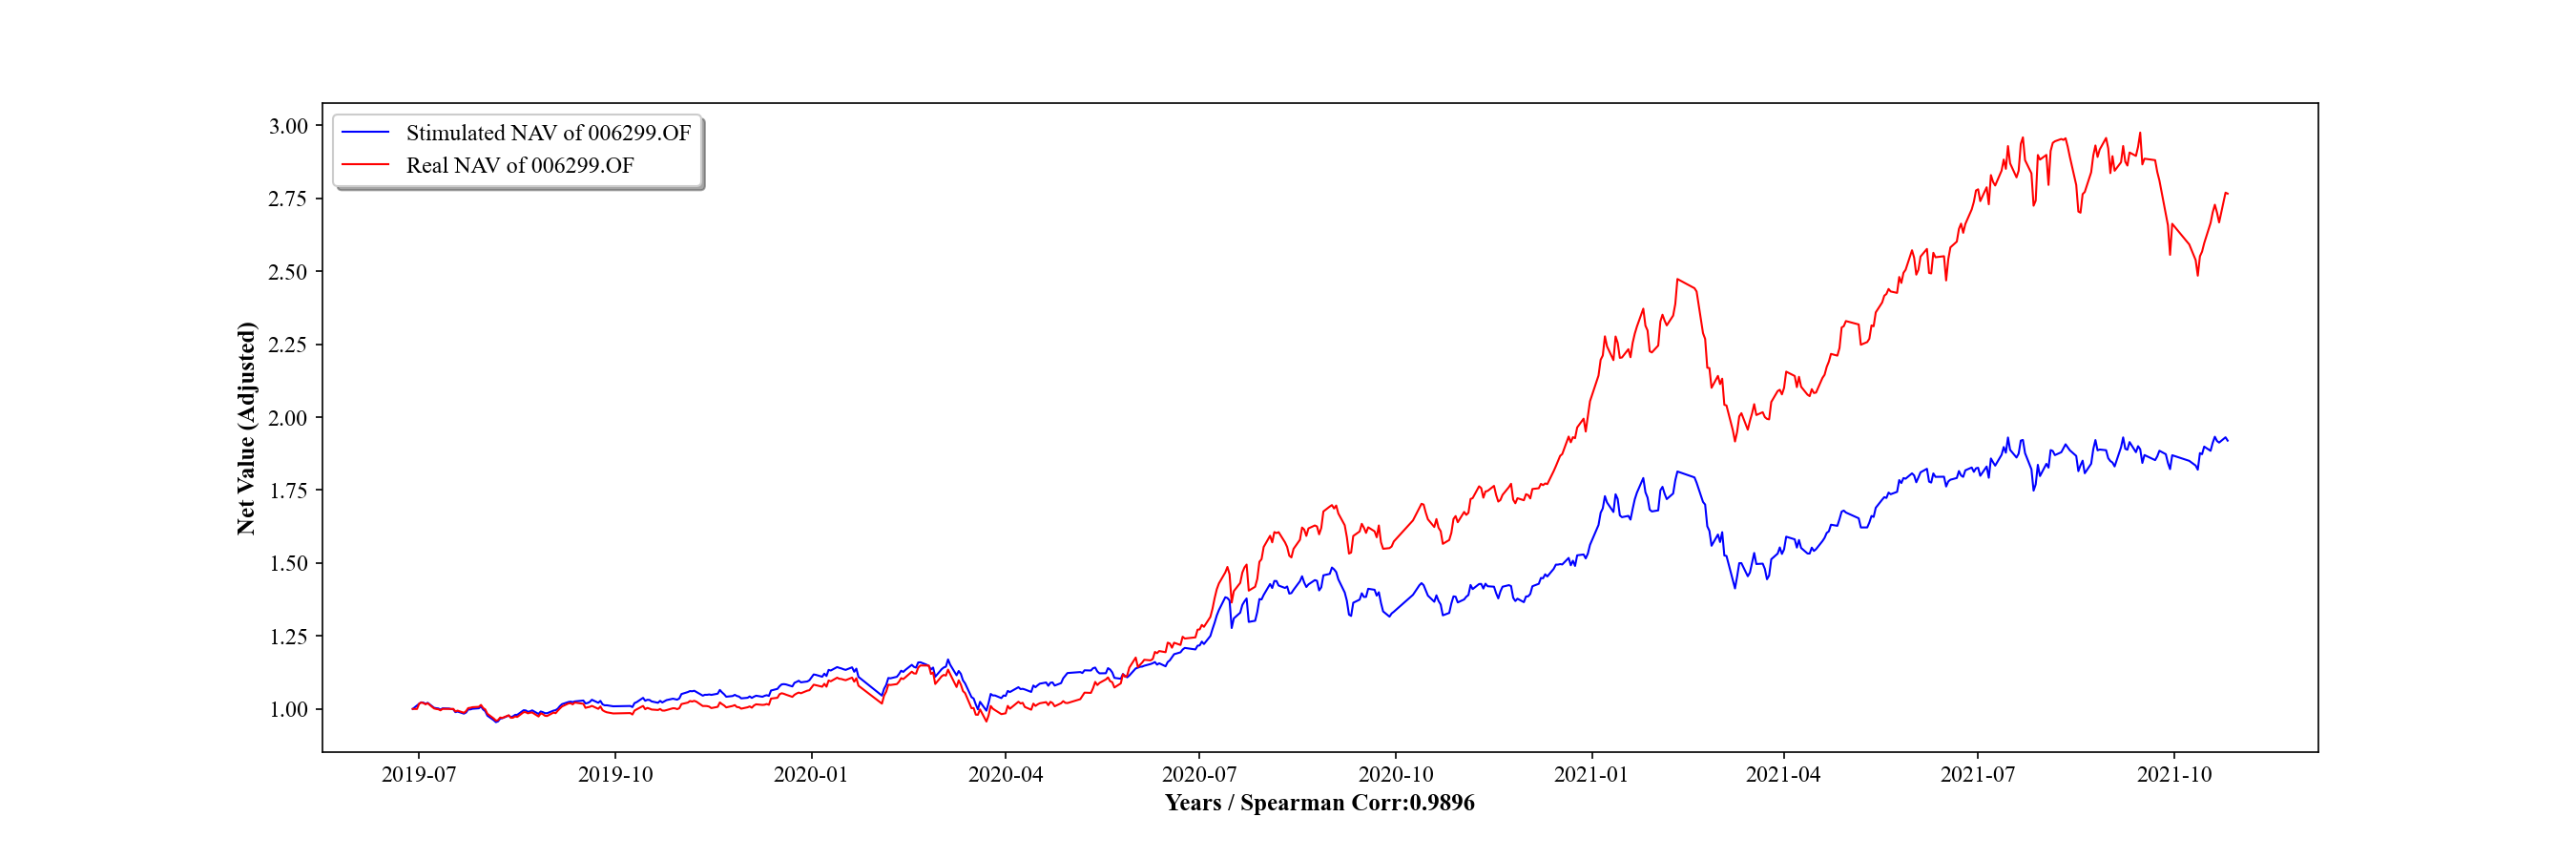 Stimulated NAV of 006299.OF
Real NAV of 006299.OF
3.00
2.75
2.50
2.25
2.00
1.75
1.50
1.25
1.00
Net Value (Adjusted)
2019-07 2019-10 2020-01 2020-04 2020-07 2020-10 2021-01 2021-04 2021-07 2021-10
Years / Spearman Corr:0.9896